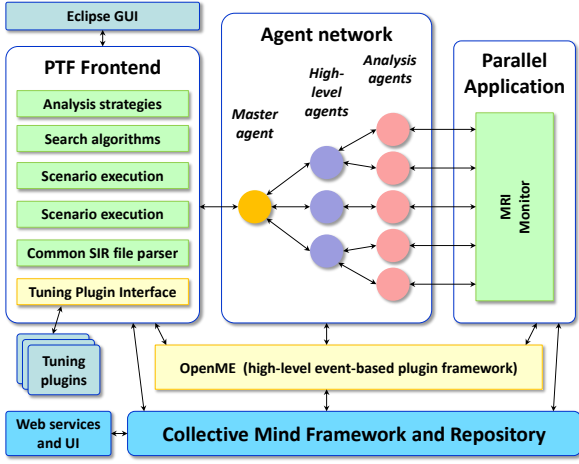 Eclipse GUI
PTF Frontend
Analysis strategies
Search algorithms
Scenario execution
Scenario execution
Common SIR file parser
Tuning Plugin Interface
Tuning
plugins
Agent network
Master
agent
High-
level
agents
Analysis
agents
Parallel
Application
MRI
Monitor
OpenME (high-level event-based plugin framework)
Web services
and UI
Collective Mind Framework and Repository